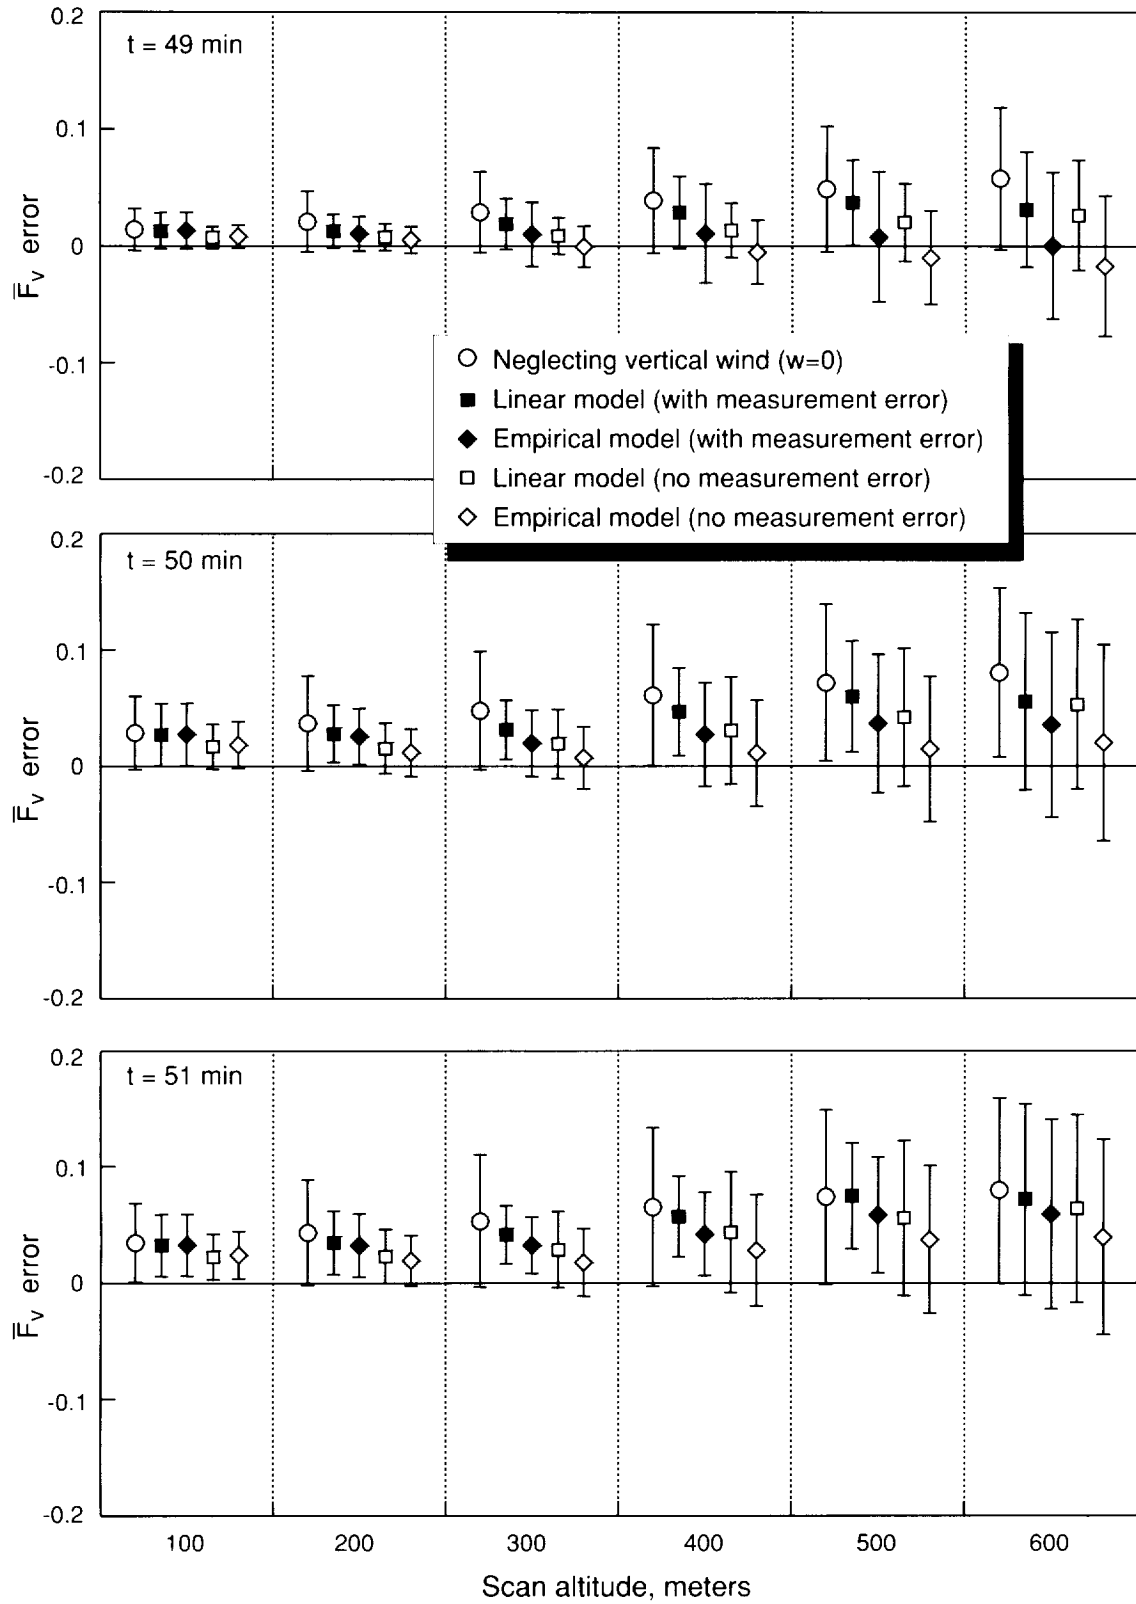 0.2
t = 49 min
0.1
F̅v error
0
-0.1
-0.2
Neglecting vertical wind (w=0)
Linear model (with measurement error)
Empirical model (with measurement error)
Linear model (no measurement error)
Empirical model (no measurement error)
0.2
t = 50 min
0.1
F̅v error
0
-0.1
-0.2
0.2
t = 51 min
0.1
F̅v error
0
-0.1
-0.2
100 200 300 400 500 600
Scan altitude, meters